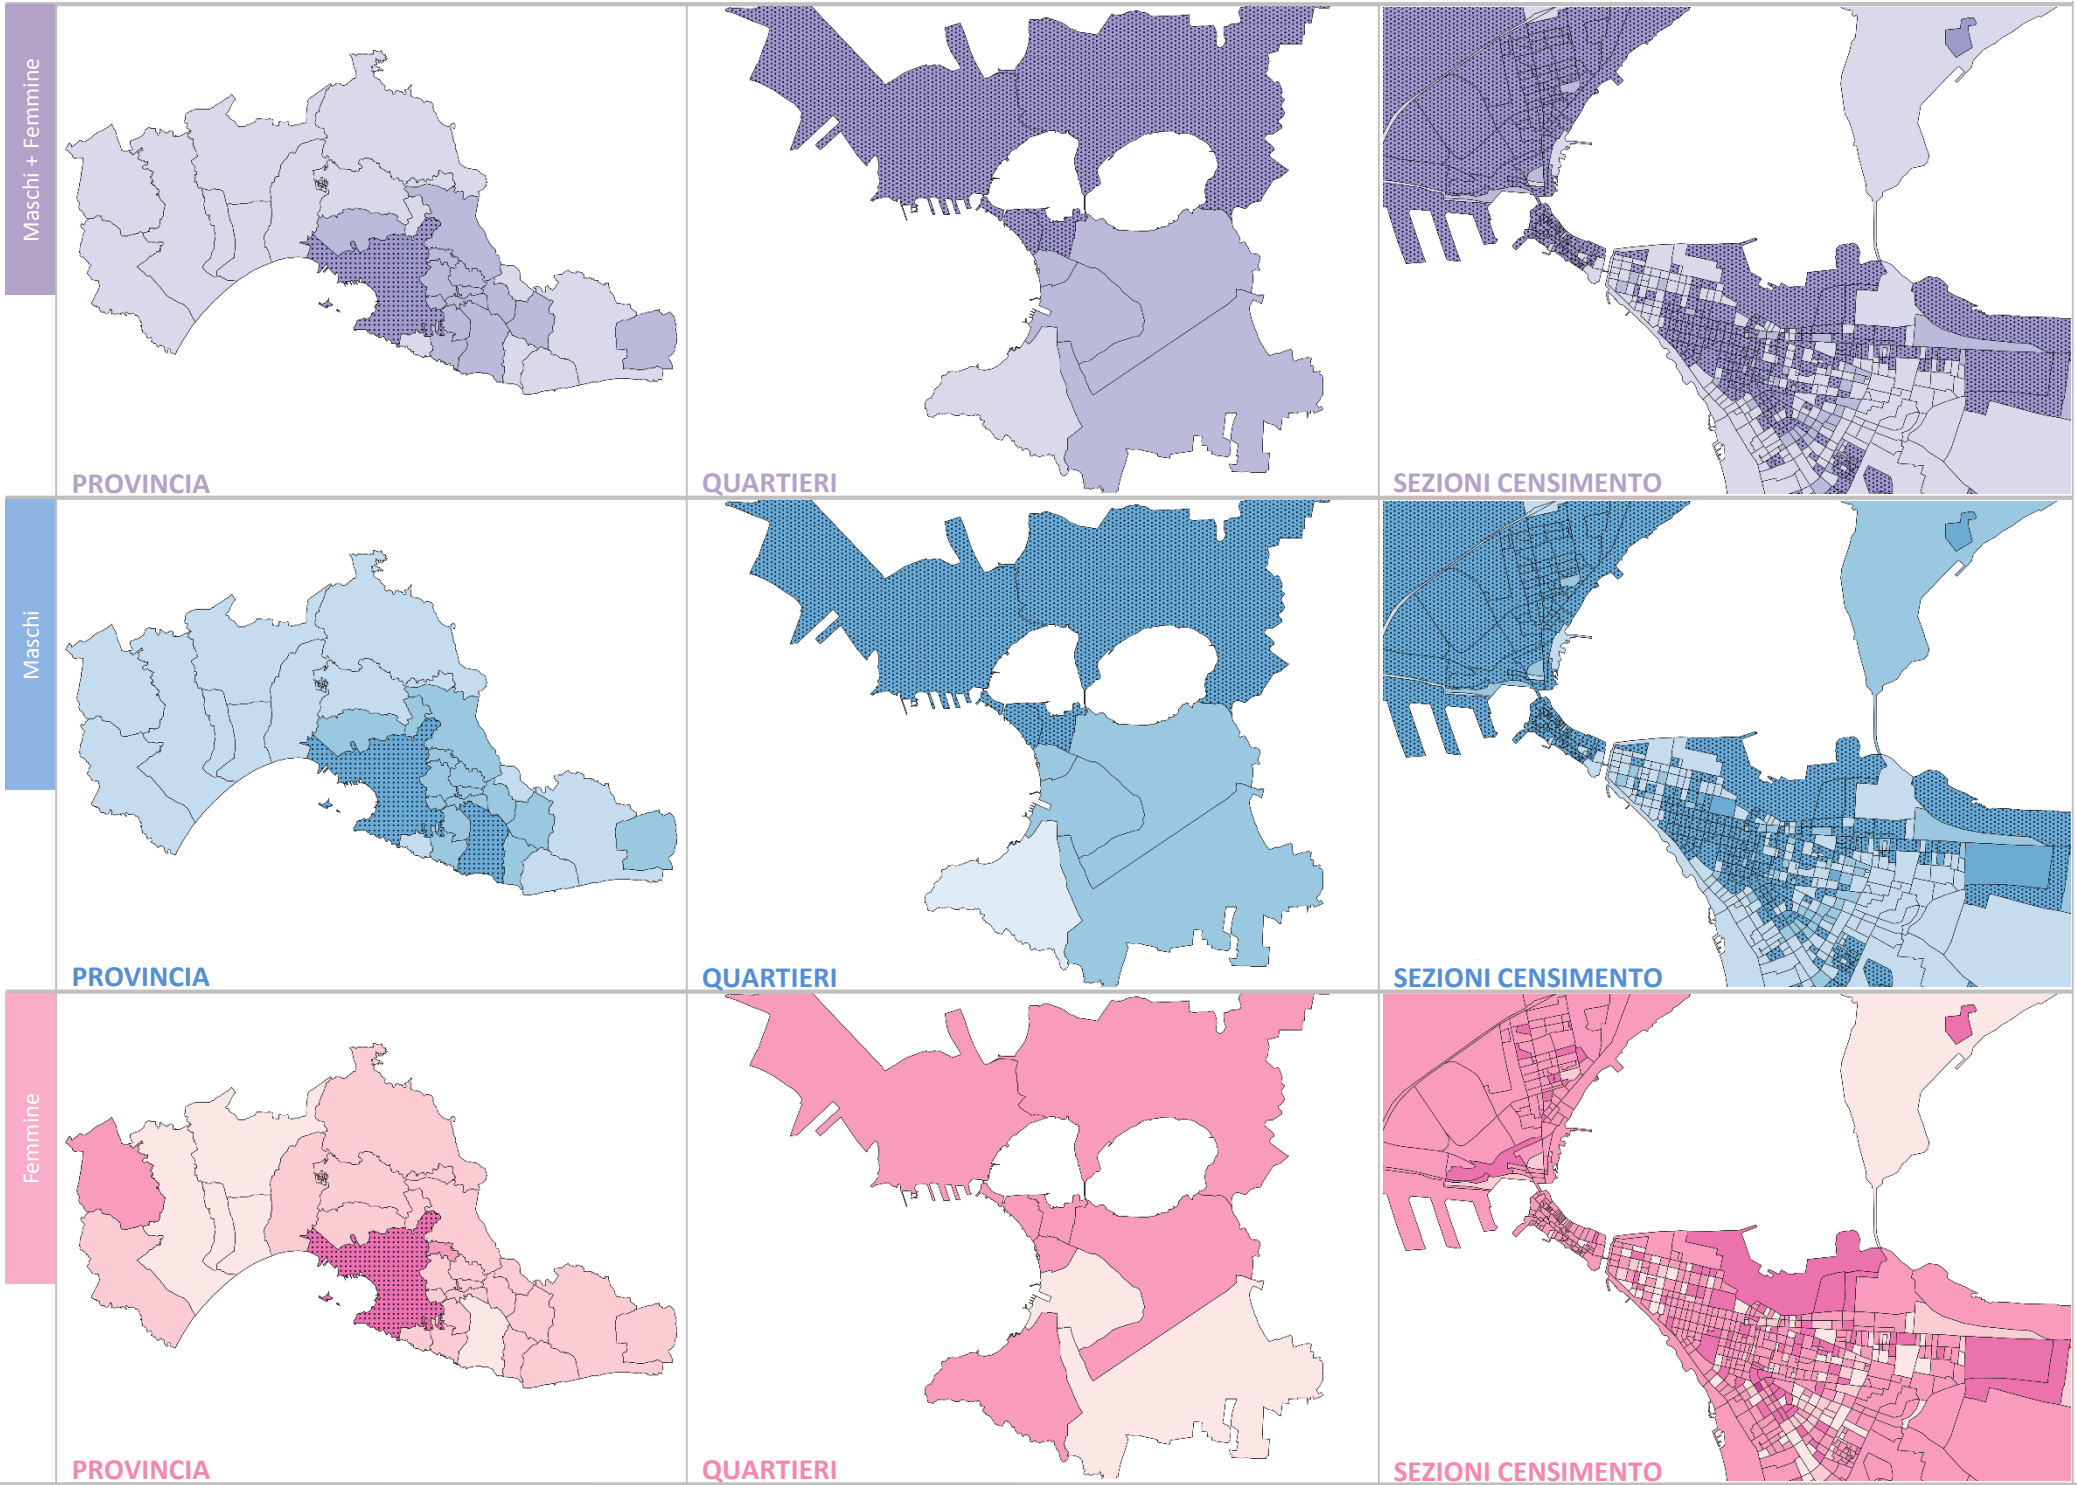 Maschi + Femmine
PROVINCIA
QUARTIERI
SEZIONI CENSIMENTO
Maschi
PROVINCIA
QUARTIERI
SEZIONI CENSIMENTO
Femmine
PROVINCIA
QUARTIERI
SEZIONI CENSIMENTO